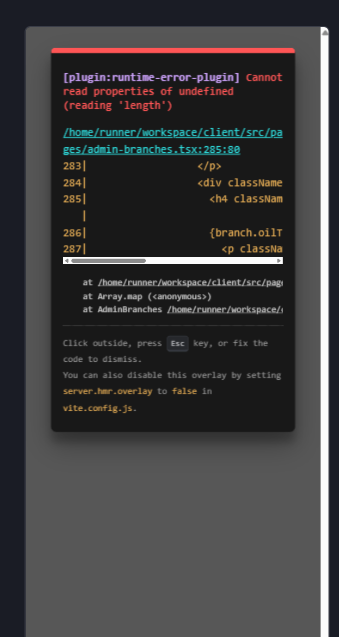 [plugin:runtime-error-plugin] Cannot
read properties of undefined
(reading 'length')
/home/runner/workspace/client/src/pa
ges/admin-branches.tsx:285:80
283| </p>
284| <div className
285| <h4 classNam
|
286| {branch.oilT
287| <p classNa
at /home/runner/workspace/client/src/page
at Array.map (<anonymous>)
at AdminBranches /home/runner/workspace/c
Click outside, press Esc key, or fix the
code to dismiss.
You can also disable this overlay by setting
server.hmr.overlay to false in
vite.config.js.